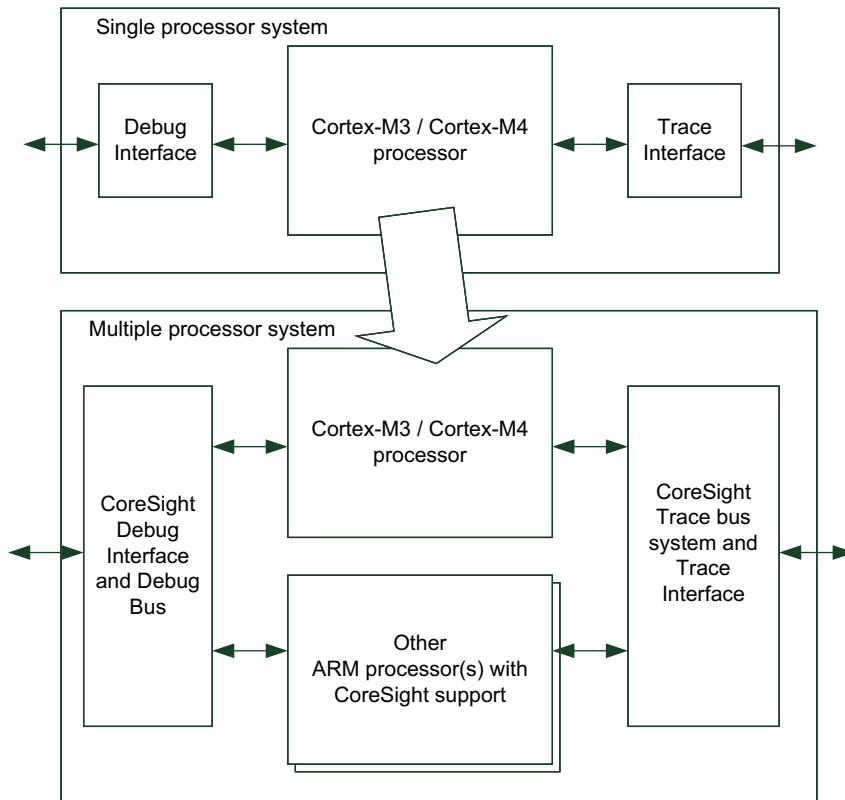 Single processor system
Debug
Interface
Cortex-M3 / Cortex-M4
processor
Trace
Interface
Multiple processor system
Cortex-M3 / Cortex-M4
processor
CoreSight
Debug
Interface
and Debug
Bus
CoreSight
Trace bus
system and
Trace
Interface
Other
ARM processor(s) with
CoreSight support